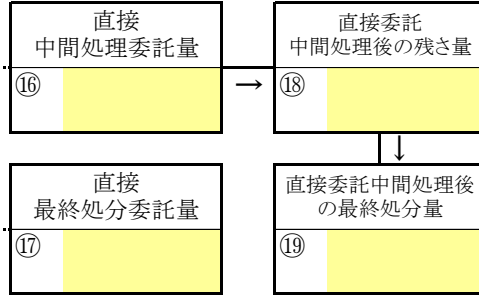 直接
中間処理委託量
⑯
→
直接委託
中間処理後の残さ量
⑱
↓
直接
最終処分委託量
⑰
直接委託中間処理後
の最終処分量
⑲